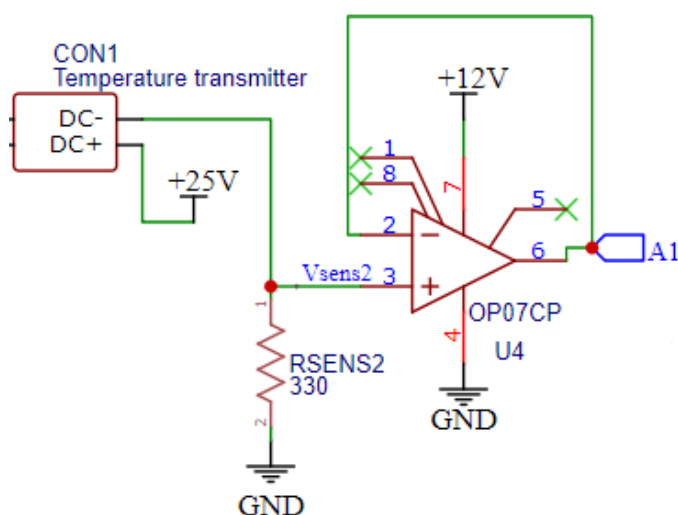 CON1
Temperature transmitter
DC-
DC+
+25V
+12V
1
8
7
5
2
6
3
A1
Vsens2
OP07CP
4
U4
1
RSENS2
330
2
GND
GND